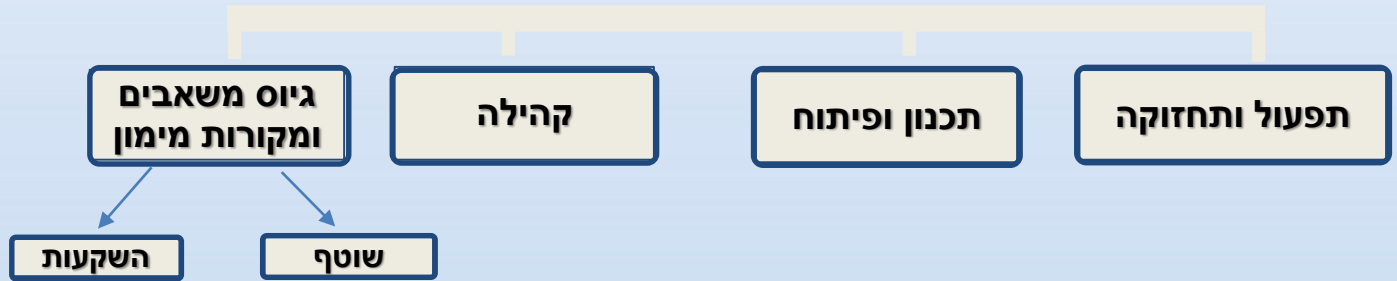 תפעול ותחזוקה
תכנון ופיתוח
קהילה
גיוס משאבים
ומקורות מימון
שוטף
השקעות